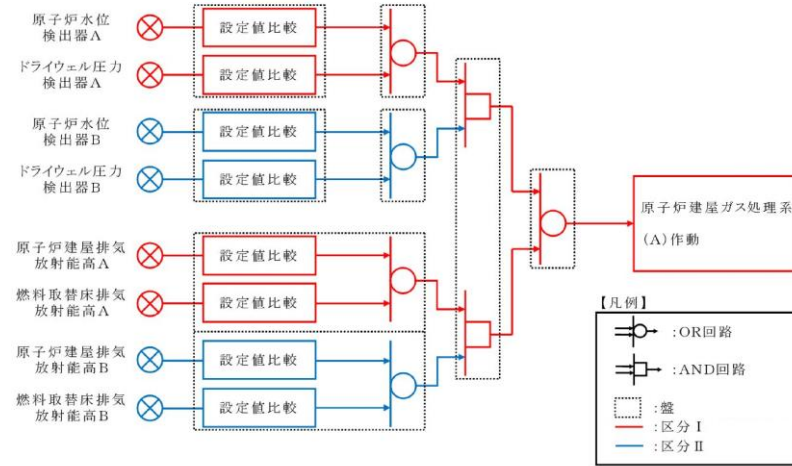 原子炉水位
検出器A
設定値比較
ドライウェル圧力
検出器A
設定値比較
原子炉水位
検出器B
設定値比較
ドライウェル圧力
検出器B
設定値比較
原子炉建屋排気
放射能高A
設定値比較
燃料取替床排気
放射能高A
設定値比較
原子炉建屋排気
放射能高B
設定値比較
燃料取替床排気
放射能高B
設定値比較
原子炉建屋ガス処理系
(A)作動
【凡例】
:OR回路
:AND回路
:盤
:区分Ⅰ
:区分Ⅱ